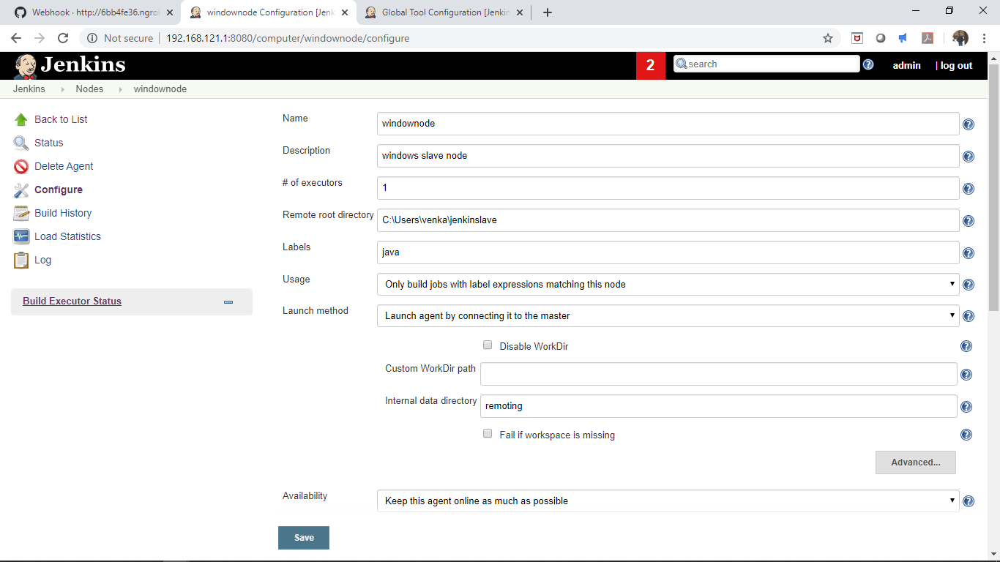 Webhook · http://6bb4fe36.ngro
windownode Configuration [Jenk
Global Tool Configuration [Jenkin
Not secure
192.168.121.1:8080/computer/windownode/configure
Jenkins
2
search
admin
| log out
Jenkins
Nodes
windownode
Back to List
Status
Delete Agent
Configure
Build History
Load Statistics
Log
Build Executor Status
Name
windownode
Description
windows slave node
# of executors
1
Remote root directory
C:\Users\venka\jenkinslave
Labels
java
Usage
Only build jobs with label expressions matching this node
Launch method
Launch agent by connecting it to the master
Disable WorkDir
Custom WorkDir path
Internal data directory
remoting
Fail if workspace is missing
Advanced...
Availability
Keep this agent online as much as possible
Save